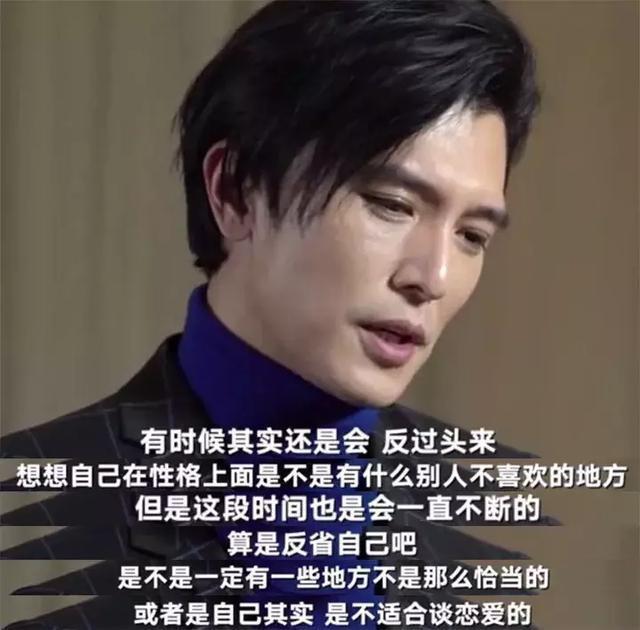 有时候其实还是会 反过头来
想想自己在性格上面是不是有什么别人不喜欢的地方
但是这段时间也是会一直不断的
算是反省自己吧
是不是一定有一些地方不是那么恰当的
或者是自己其实 是不适合谈恋爱的